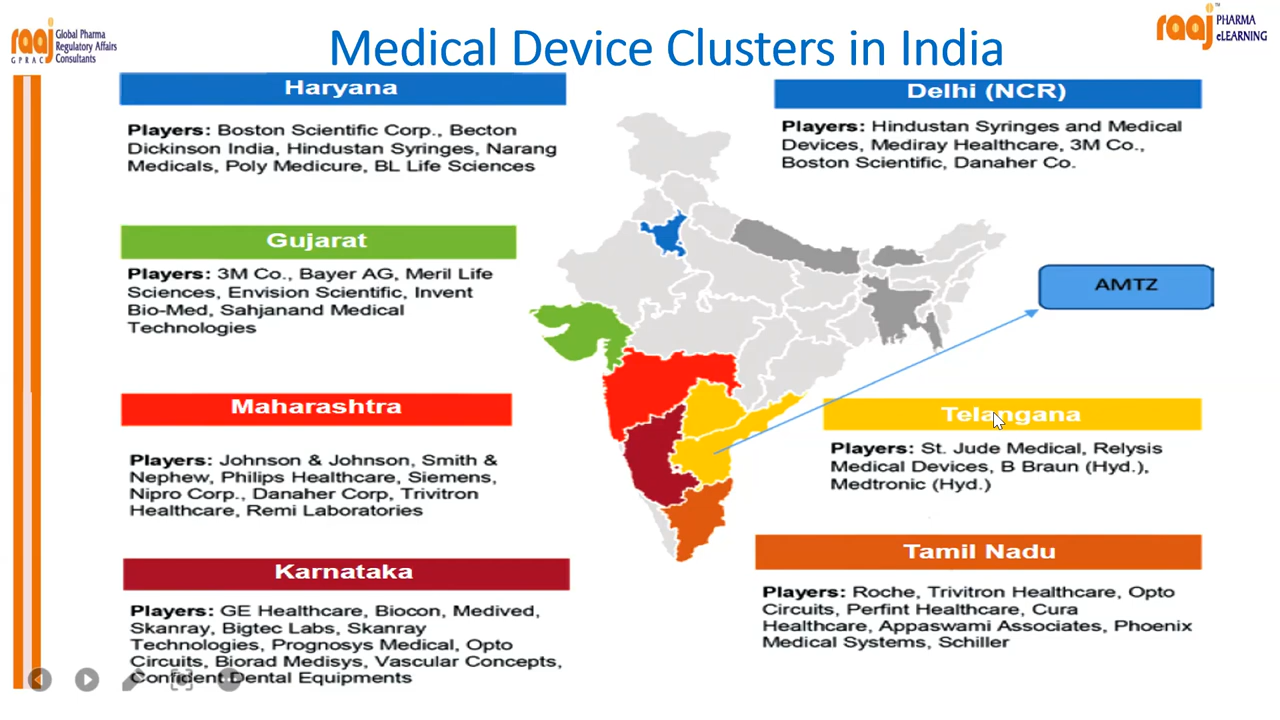 raaj
GPRAC
Global Pharma
Regulatory Affairs
Consultants
Medical Device Clusters in India
raaj
TM
PHARMA
eLEARNING
Haryana
Players: Boston Scientific Corp., Becton
Dickinson India, Hindustan Syringes, Narang
Medicals, Poly Medicure, BL Life Sciences
Delhi (NCR)
Players: Hindustan Syringes and Medical
Devices, Mediray Healthcare, 3M Co.,
Boston Scientific, Danaher Co.
Gujarat
Players: 3M Co., Bayer AG, Meril Life
Sciences, Envision Scientific, Invent
Bio-Med, Sahjanand Medical
Technologies
AMTZ
Maharashtra
Players: Johnson & Johnson, Smith &
Nephew, Philips Healthcare, Siemens,
Nipro Corp., Danaher Corp, Trivitron
Healthcare, Remi Laboratories
Telangana
Players: St. Jude Medical, Relysis
Medical Devices, B Braun (Hyd.),
Medtronic (Hyd.)
Karnataka
Players: GE Healthcare, Biocon, Medived,
Skanray, Bigtec Labs, Skanray
Technologies, Prognosys Medical, Opto
Circuits, Biorad Medisys, Vascular Concepts,
Confident Dental Equipments
Tamil Nadu
Players: Roche, Trivitron Healthcare, Opto
Circuits, Perfint Healthcare, Cura
Healthcare, Appaswami Associates, Phoenix
Medical Systems, Schiller